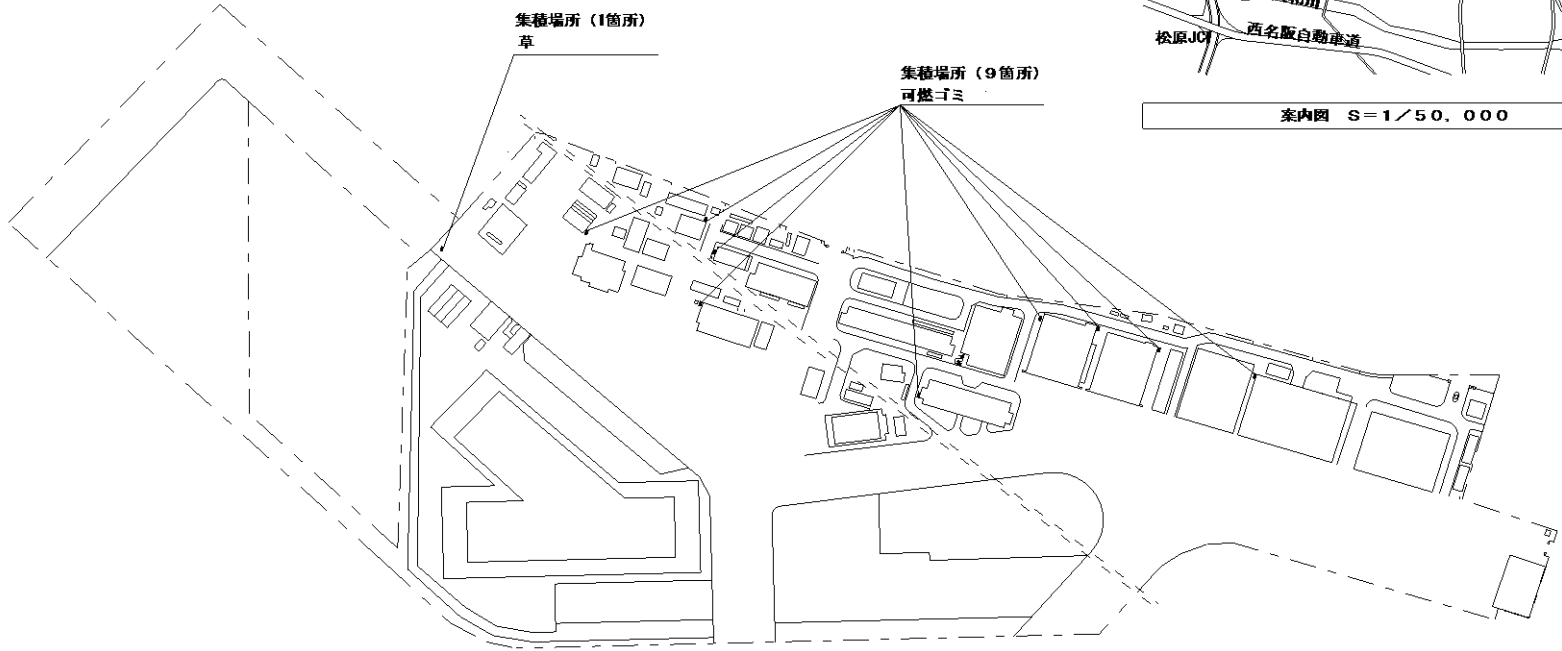 集積場所（1箇所）
草
集積場所（９箇所）
可燃ゴミ
松原JCT
西名阪自動車道
案内図 Ｓ＝１／５０，０００